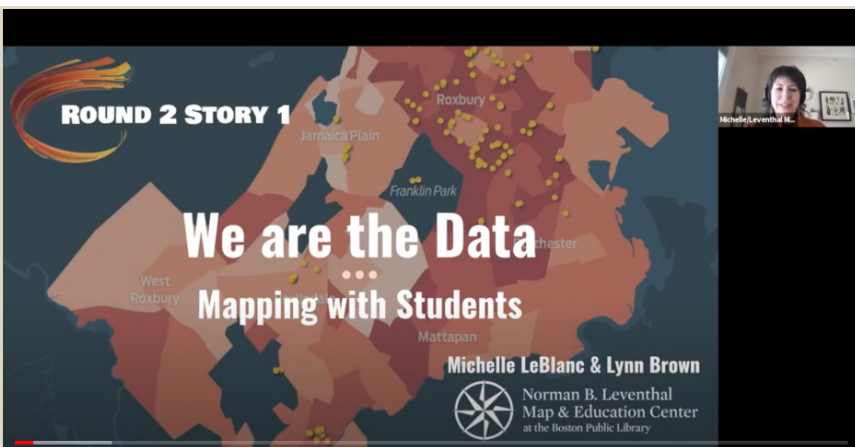 ROUND 2 STORY 1
Roxbury
Jamaica Plain
Franklin Park
We are the Data
chester
West
Roxbury
Mapping with Students
Mattapan
Michelle LeBlanc & Lynn Brown
Norman B. Leventhal
Map & Education Center
at the Boston Public Library
Michelle/Leventhal M...